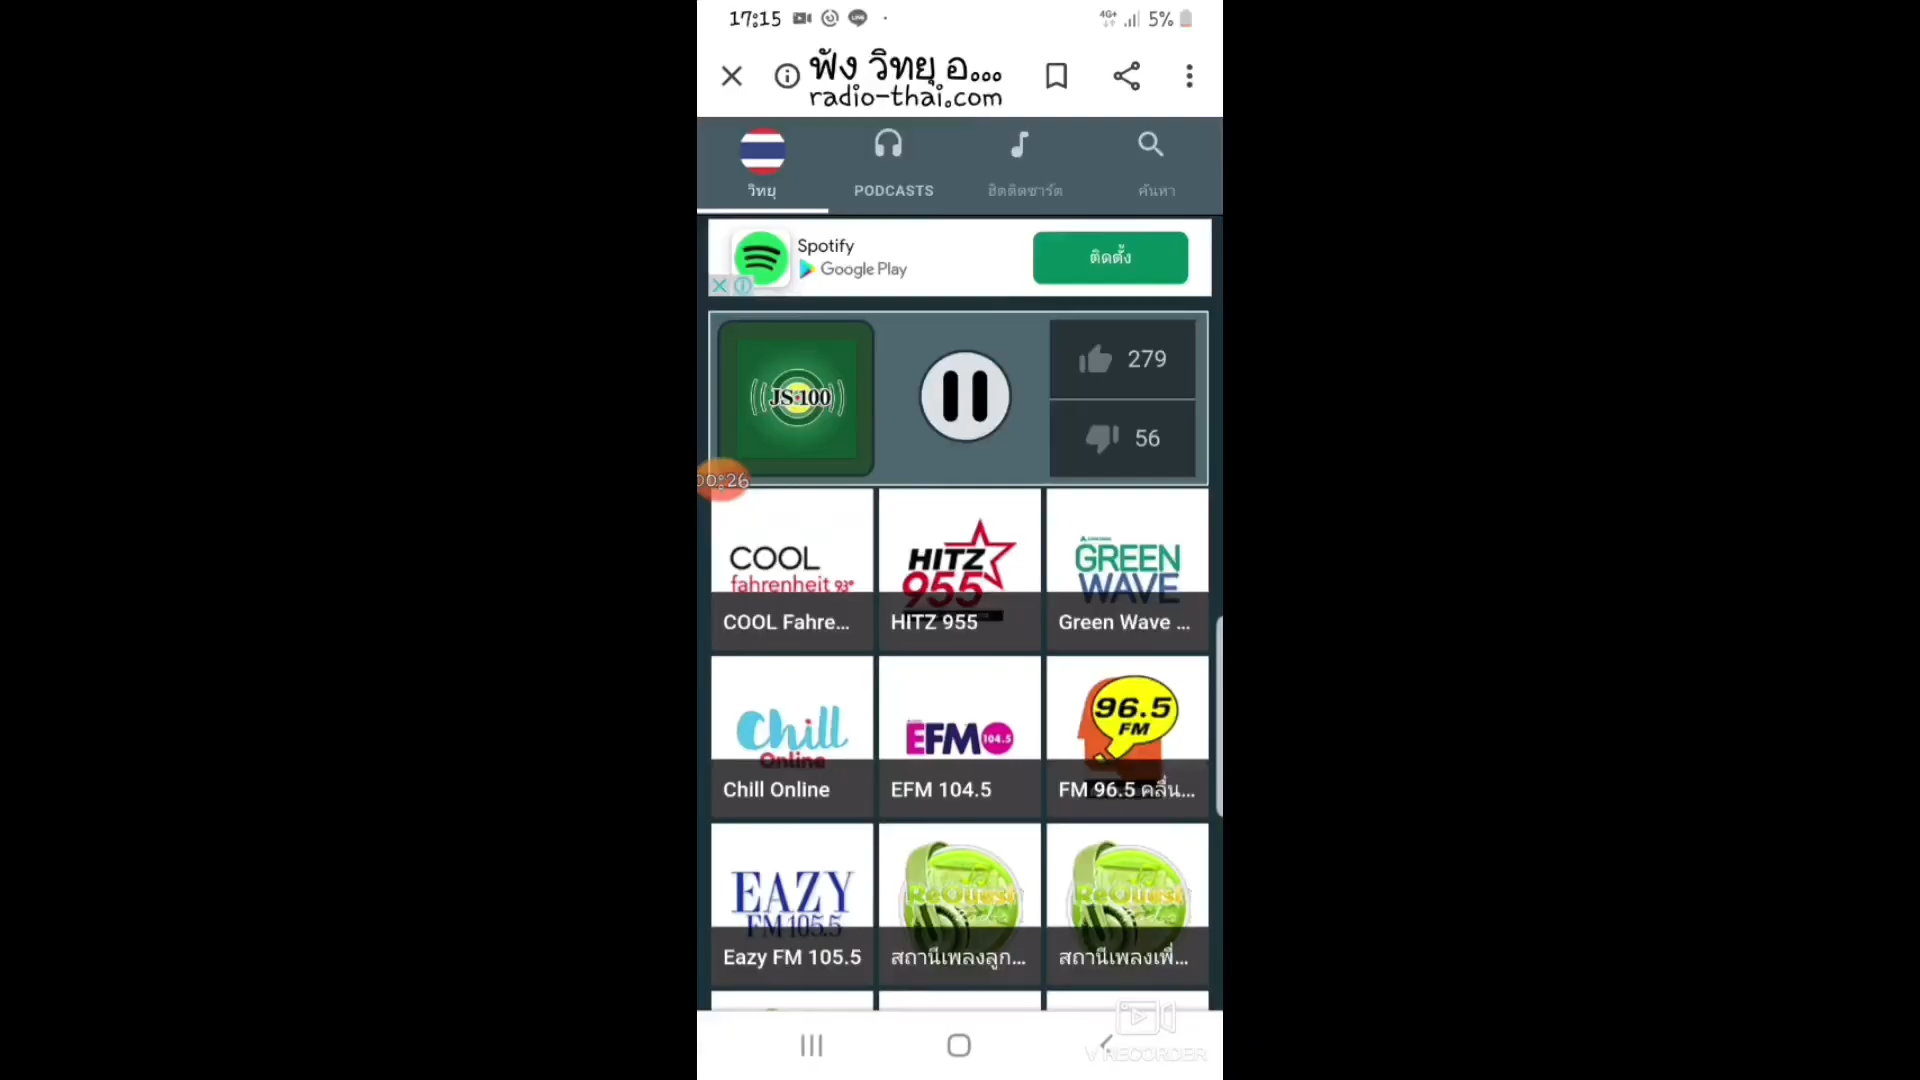 17:15
4G+ 5%
ฟัง วิทยุ อ...
radio-thai.com
วิทยุ
PODCASTS
ฮิตติดชาร์ต
ค้นหา
Spotify
Google Play
ติดตั้ง
JS100
279
56
00:26
COOL
fahrenheit 93°
COOL Fahre...
HITZ
955
HITZ 955
GREEN
WAVE
Green Wave ...
Chill
Online
Chill Online
EFM 104.5
EFM 104.5
96.5
FM
FM 96.5 คลื่น...
EAZY
FM 105.5
Eazy FM 105.5
ReQuest
สถานีเพลงลูก...
ReQuest
สถานีเพลงเพื่...
V RECORDER